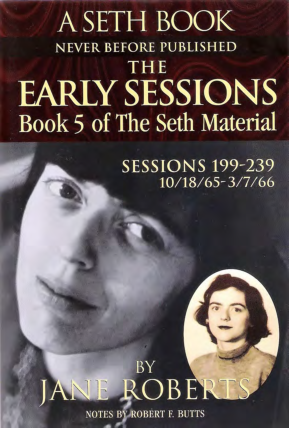 A SETH BOOK
NEVER BEFORE PUBLISHED
THE
EARLY SESSIONS
Book 5 of The Seth Material
SESSIONS 199-239
10/18/65-3/7/66
BY
JANE ROBERTS
NOTES BY ROBERT F. BUTTS